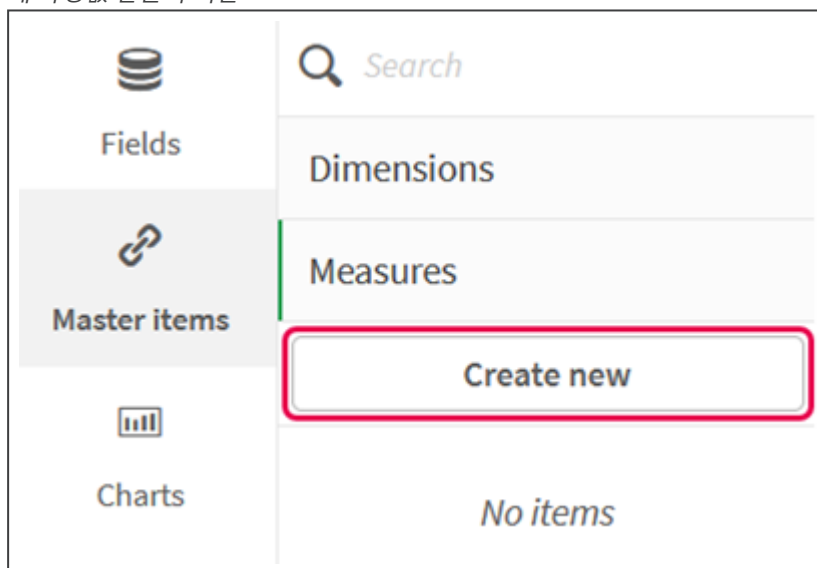 Search
Fields
Dimensions
Measures
Master items
Create new
Charts
No items